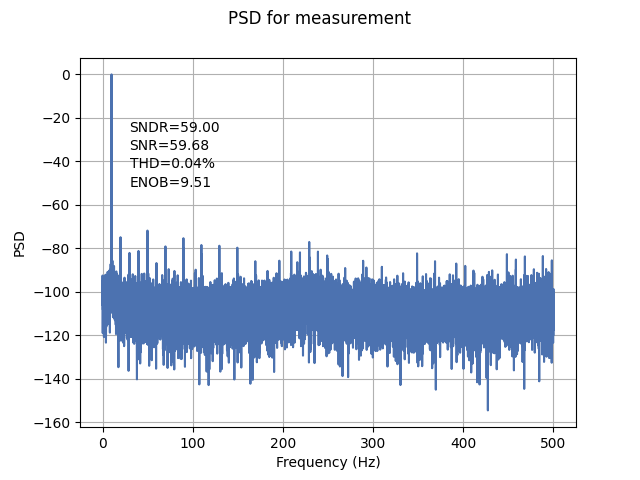 PSD for measurement
0
−20
−40
−60
−80
−100
−120
−140
−160
PSD
SNDR=59.00
SNR=59.68
THD=0.04%
ENOB=9.51
0
100
200
300
400
500
Frequency (Hz)